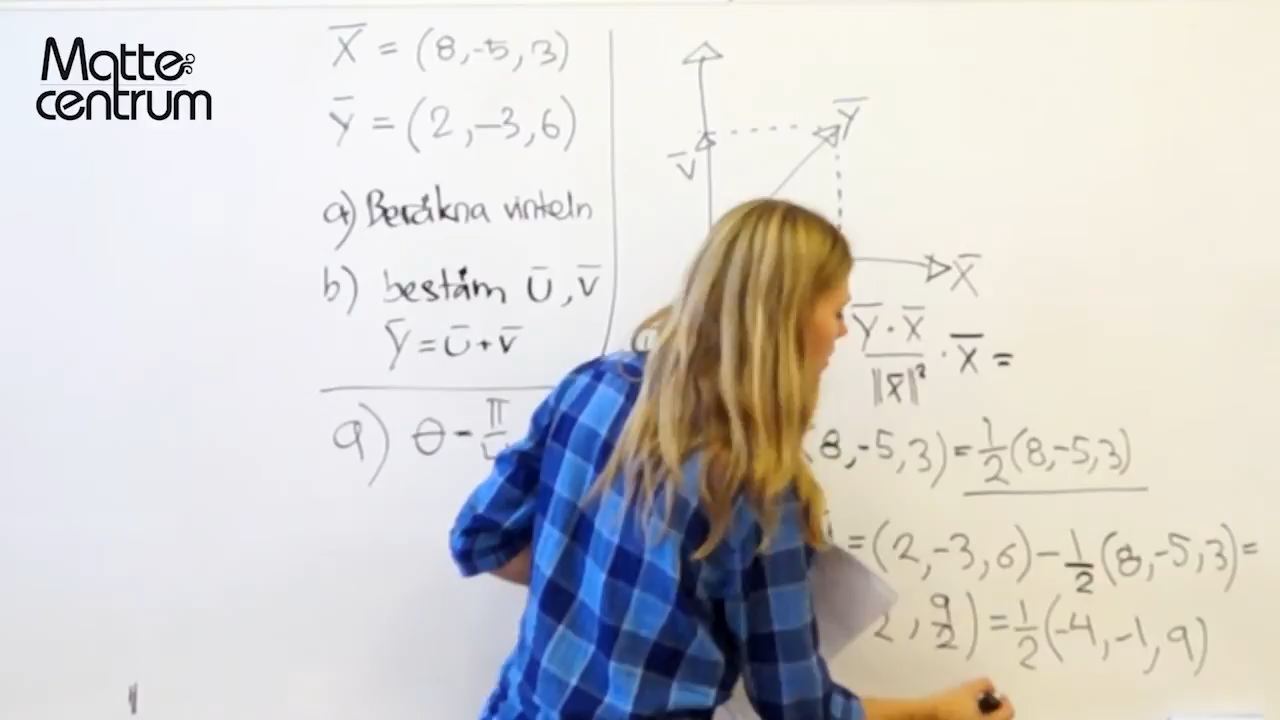 Matte
centrum
X̄ = (8,-5,3)
Ȳ = (2,-3,6)
a) Beräkna vinkeln
b) bestäm Ū, V̄
Ȳ = Ū + V̄
a) θ = π
Ȳ
V̄
X̄
Ȳ · X̄ / ||X̄||² · X̄ =
(8,-5,3) = 1/2 (8,-5,3)
= (2,-3,6) - 1/2 (8,-5,3) =
2, 9/2) = 1/2 (-4,-1,9)